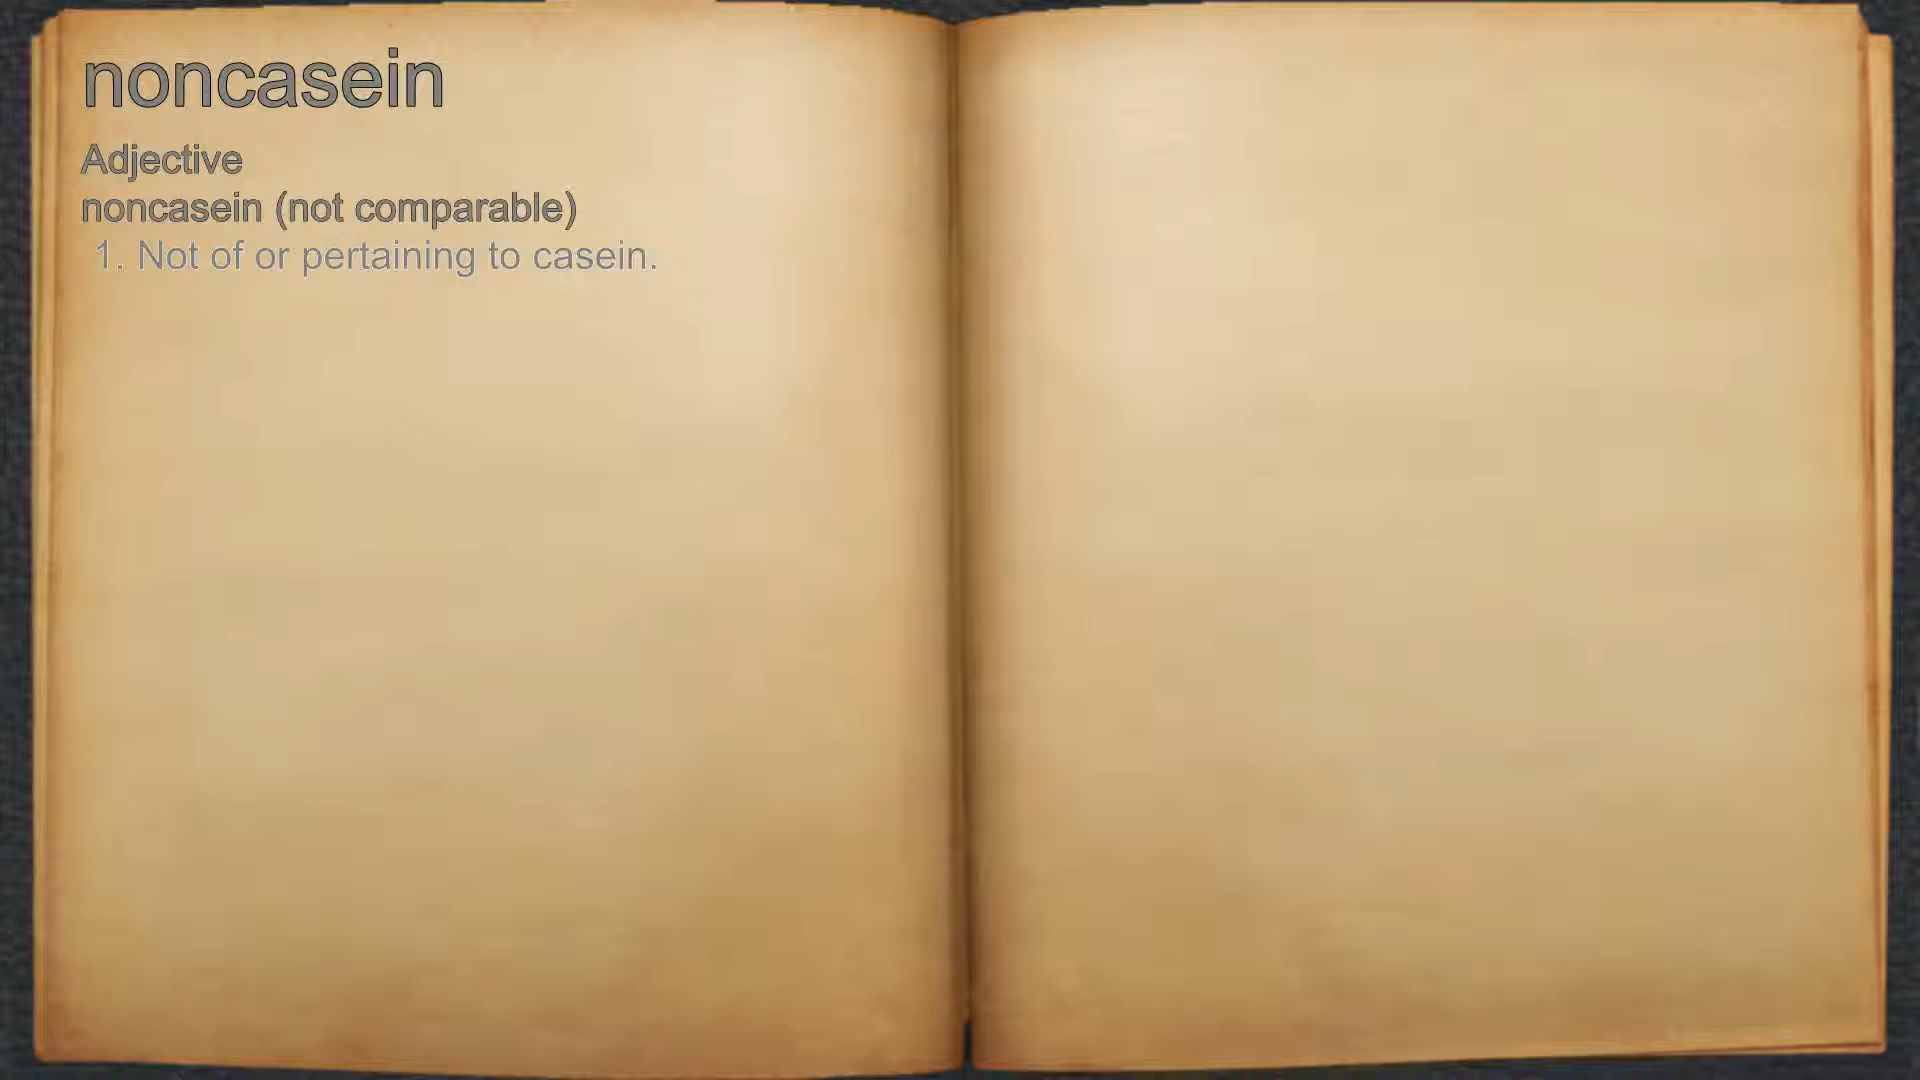 noncasein
Adjective
noncasein (not comparable)
1. Not of or pertaining to casein.